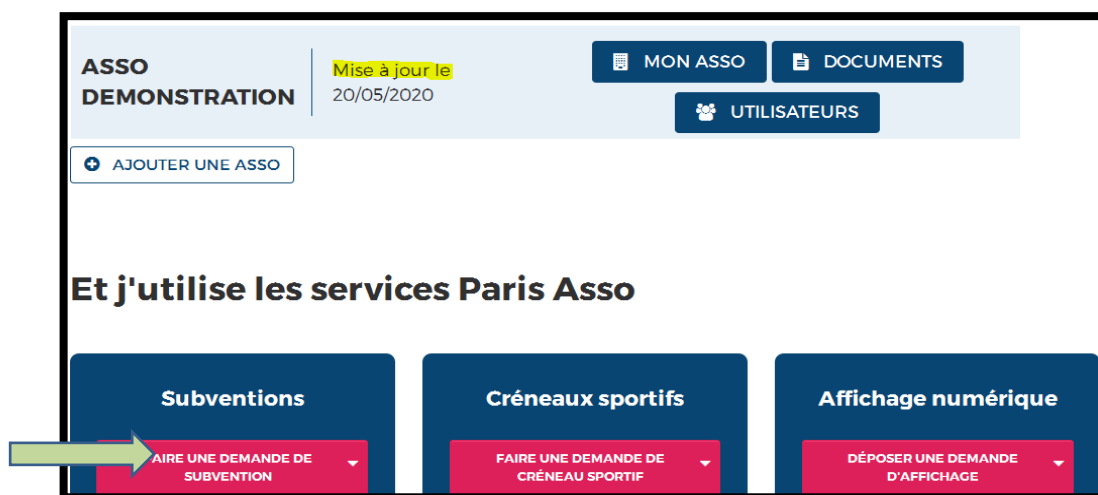 ASSO
DEMONSTRATION
Mise à jour le
20/05/2020
MON ASSO
DOCUMENTS
UTILISATEURS
AJOUTER UNE ASSO
Et j'utilise les services Paris Asso
Subventions
AIRE UNE DEMANDE DE
SUBVENTION
Créneaux sportifs
FAIRE UNE DEMANDE DE
CRÉNEAU SPORTIF
Affichage numérique
DÉPOSER UNE DEMANDE
D'AFFICHAGE